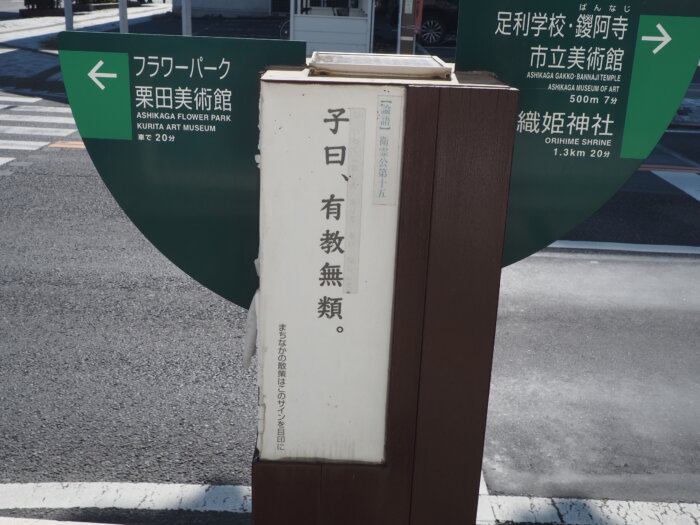 フラワーパーク
栗田美術館
ASHIKAGA FLOWER PARK
KURITA ART MUSEUM
車で 20分
ばんなじ
足利学校・鑁阿寺
市立美術館
ASHIKAGA GAKKO・BANNAJI TEMPLE
ASHIKAGA MUSEUM OF ART
500m 7分
織姫神社
ORIHIME SHRINE
1.3km 20分
【論語】衛霊公第十五
子曰、有教無類。
まちなかの散策はこのサインを目印に